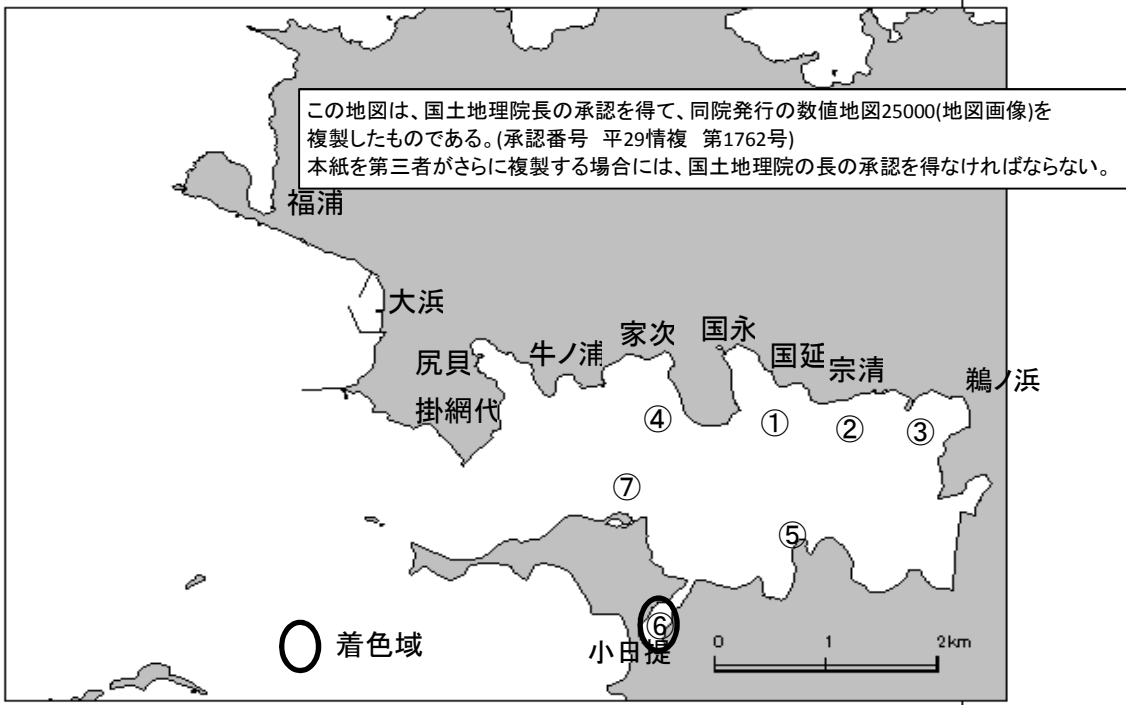 この地図は、国土地理院長の承認を得て、同院発行の数値地図25000(地図画像)を
複製したものである。(承認番号 平29情複 第1762号)
本紙を第三者がさらに複製する場合には、国土地理院の長の承認を得なければならない。
福浦
大浜
家次
国永
尻貝
牛ノ浦
国延
宗清
鵜ノ浜
掛網代
④
①
②
③
⑦
⑤
⑥
着色域
小日提
0 1 2km